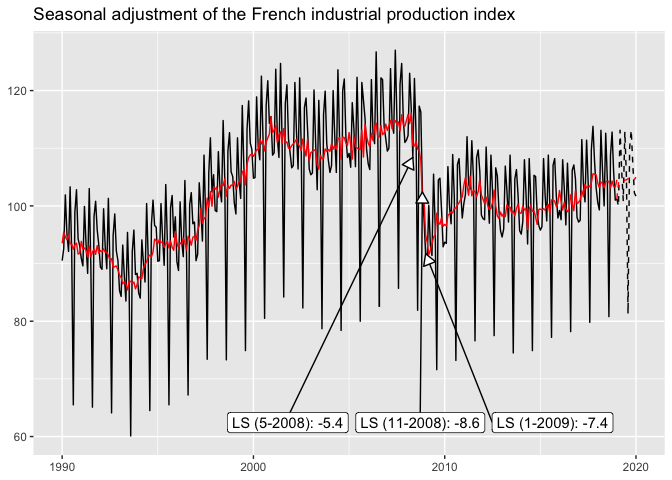 Seasonal adjustment of the French industrial production index
120
100
80
60
LS (5-2008): -5.4
LS (11-2008): -8.6
LS (1-2009): -7.4
1990
2000
2010
2020